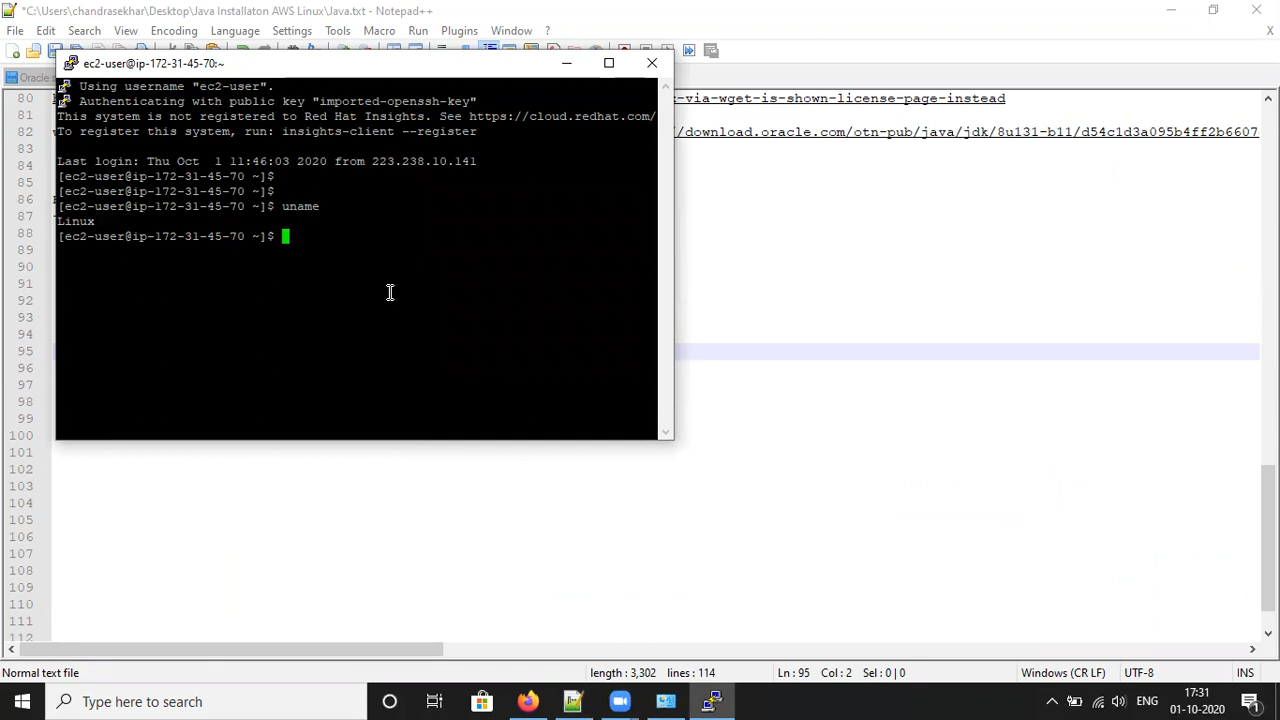 *C:\Users\chandrasekhar\Desktop\Java Installaton AWS Linux\Java.txt - Notepad++
File Edit Search View Encoding Language Settings Tools Macro Run Plugins Window ?
X
Oracle
ec2-user@ip-172-31-45-70:~
Using username "ec2-user".
Authenticating with public key "imported-openssh-key"
This system is not registered to Red Hat Insights. See https://cloud.redhat.com/
To register this system, run: insights-client --register
Last login: Thu Oct  1 11:46:03 2020 from 223.238.10.141
[ec2-user@ip-172-31-45-70 ~]$
[ec2-user@ip-172-31-45-70 ~]$
[ec2-user@ip-172-31-45-70 ~]$ uname
Linux
[ec2-user@ip-172-31-45-70 ~]$
80 -via-wget-is-shown-license-page-instead
81
82 /download.oracle.com/otn-pub/java/jdk/8u131-b11/d54c1d3a095b4ff2b6607
83
84
85
86
87
88
89
90
91
92
93
94
95
96
97
98
99
100
101
102
103
104
105
106
107
108
109
110
111
112
Normal text file length : 3,302 lines : 114 Ln : 95 Col : 2 Sel : 0 | 0 Windows (CR LF) UTF-8 INS
Type here to search
ENG
17:31
01-10-2020
1